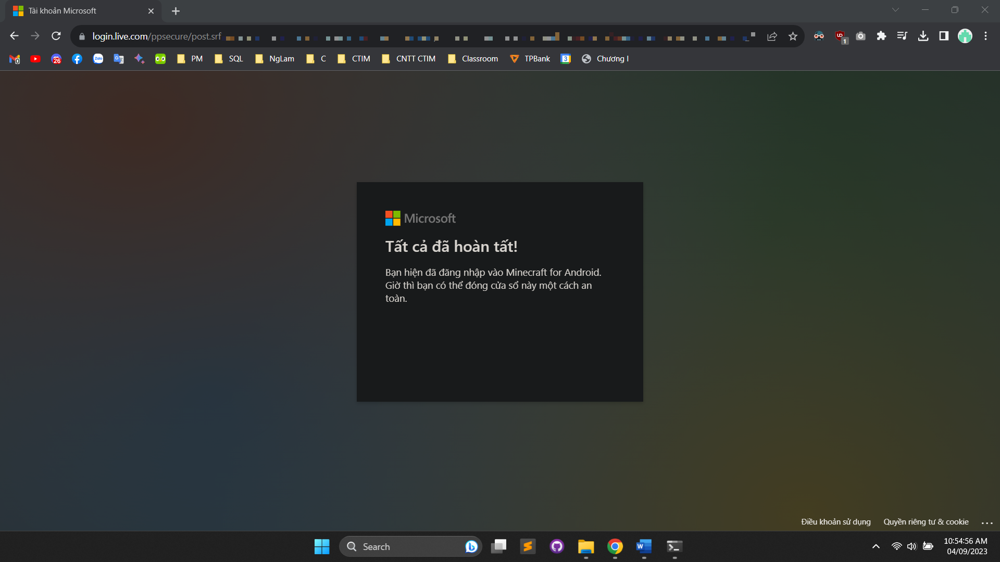 Tài khoản Microsoft
login.live.com/ppsecure/post.srf
PM SQL NgLam C CTIM CNTT CTIM Classroom TPBank 3 Chương I
Microsoft
Tất cả đã hoàn tất!
Bạn hiện đã đăng nhập vào Minecraft for Android.
Giờ thì bạn có thể đóng cửa sổ này một cách an
toàn.
Điều khoản sử dụng Quyền riêng tư & cookie
Search
10:54:56 AM
04/09/2023